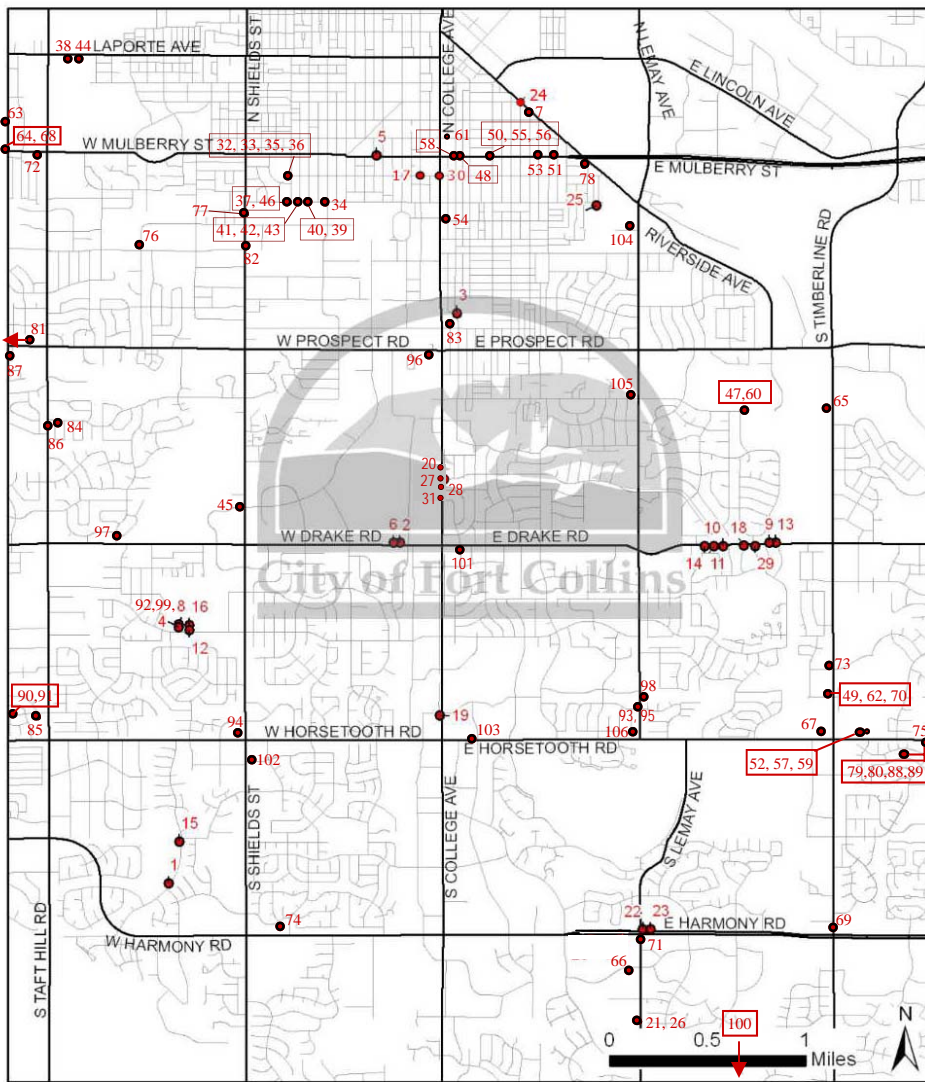 38 44 LAPORTE AVE
N SHIELDS ST
N COLLEGE AVE
N LEMAY AVE
E LINCOLN AVE
24
7
63
64, 68
W MULBERRY ST
72
32, 33, 35, 36
5
61
58
48
50, 55, 56
53 51
E MULBERRY ST
78
17
30
37, 46
34
77
41, 42, 43
40, 39
54
25
104
76
82
RIVERSIDE AVE
S TIMBERLINE RD
3
83
81
W PROSPECT RD
E PROSPECT RD
87
96
105
47,60
65
84
86
20
27
28
31
45
97
6 2
W DRAKE RD
E DRAKE RD
101
10
18
9 13
14 11
29
City of Fort Collins
92,99, 8 16
4
12
73
98
49, 62, 70
90,91
85
94
19
93, 95
W HORSETOOTH RD
103
106
67
75
E HORSETOOTH RD
102
52, 57, 59
79,80,88,89
15
1
S SHIELDS ST
S COLLEGE AVE
S LEMAY AVE
S TAFT HILL RD
74
W HARMONY RD
22 23
E HARMONY RD
69
71
66
21, 26
100
N
0 0.5 1
Miles